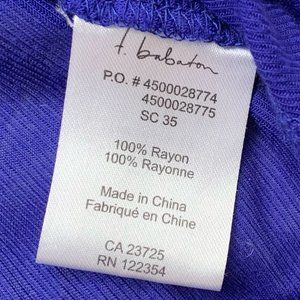 f. babaton
P.O. # 4500028774
4500028775
SC 35
100% Rayon
100% Rayonne
Made in China
Fabriqué en Chine
CA 23725
RN 122354